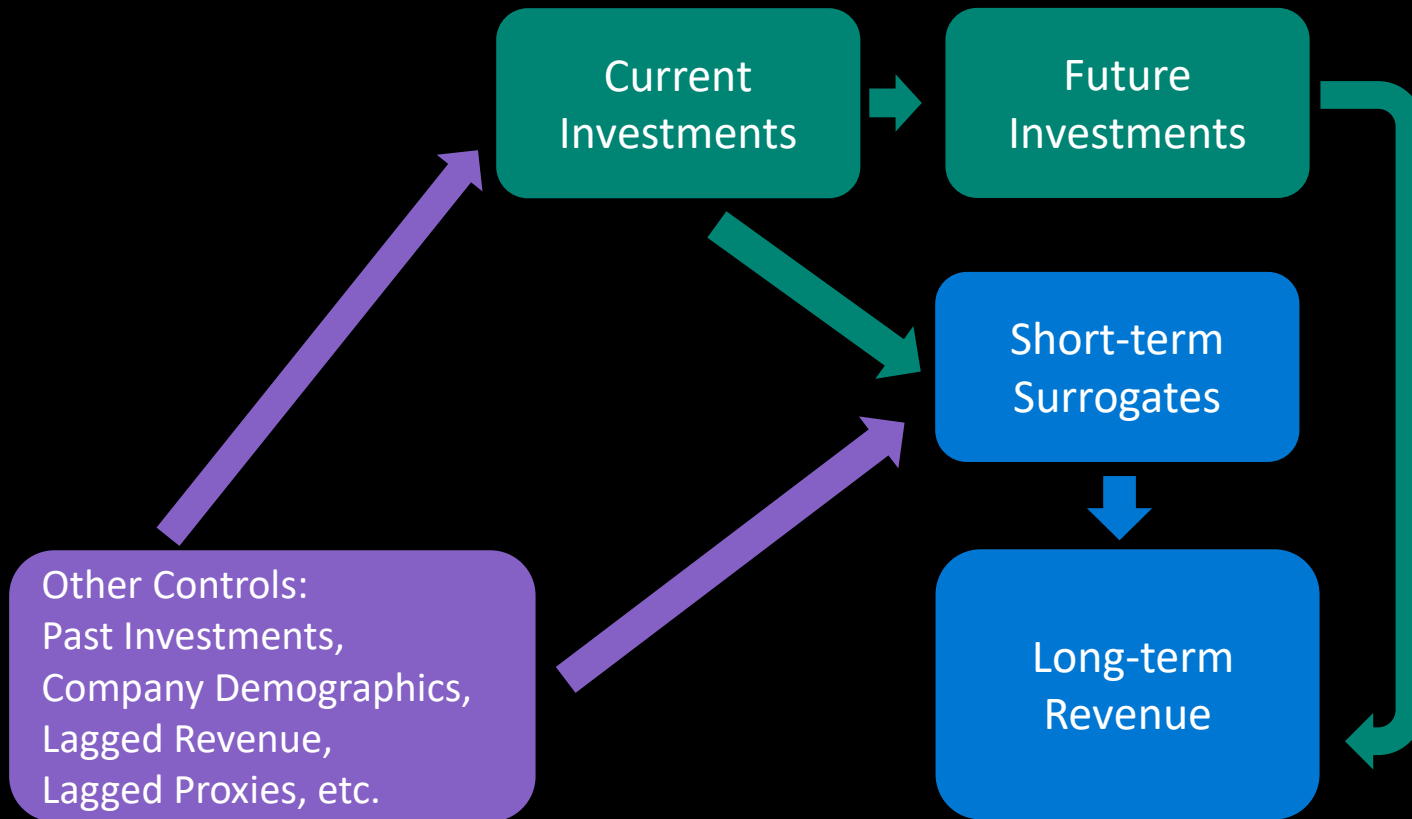 Current
Investments
Future
Investments
Short-term
Surrogates
Other Controls:
Past Investments,
Company Demographics,
Lagged Revenue,
Lagged Proxies, etc.
Long-term
Revenue